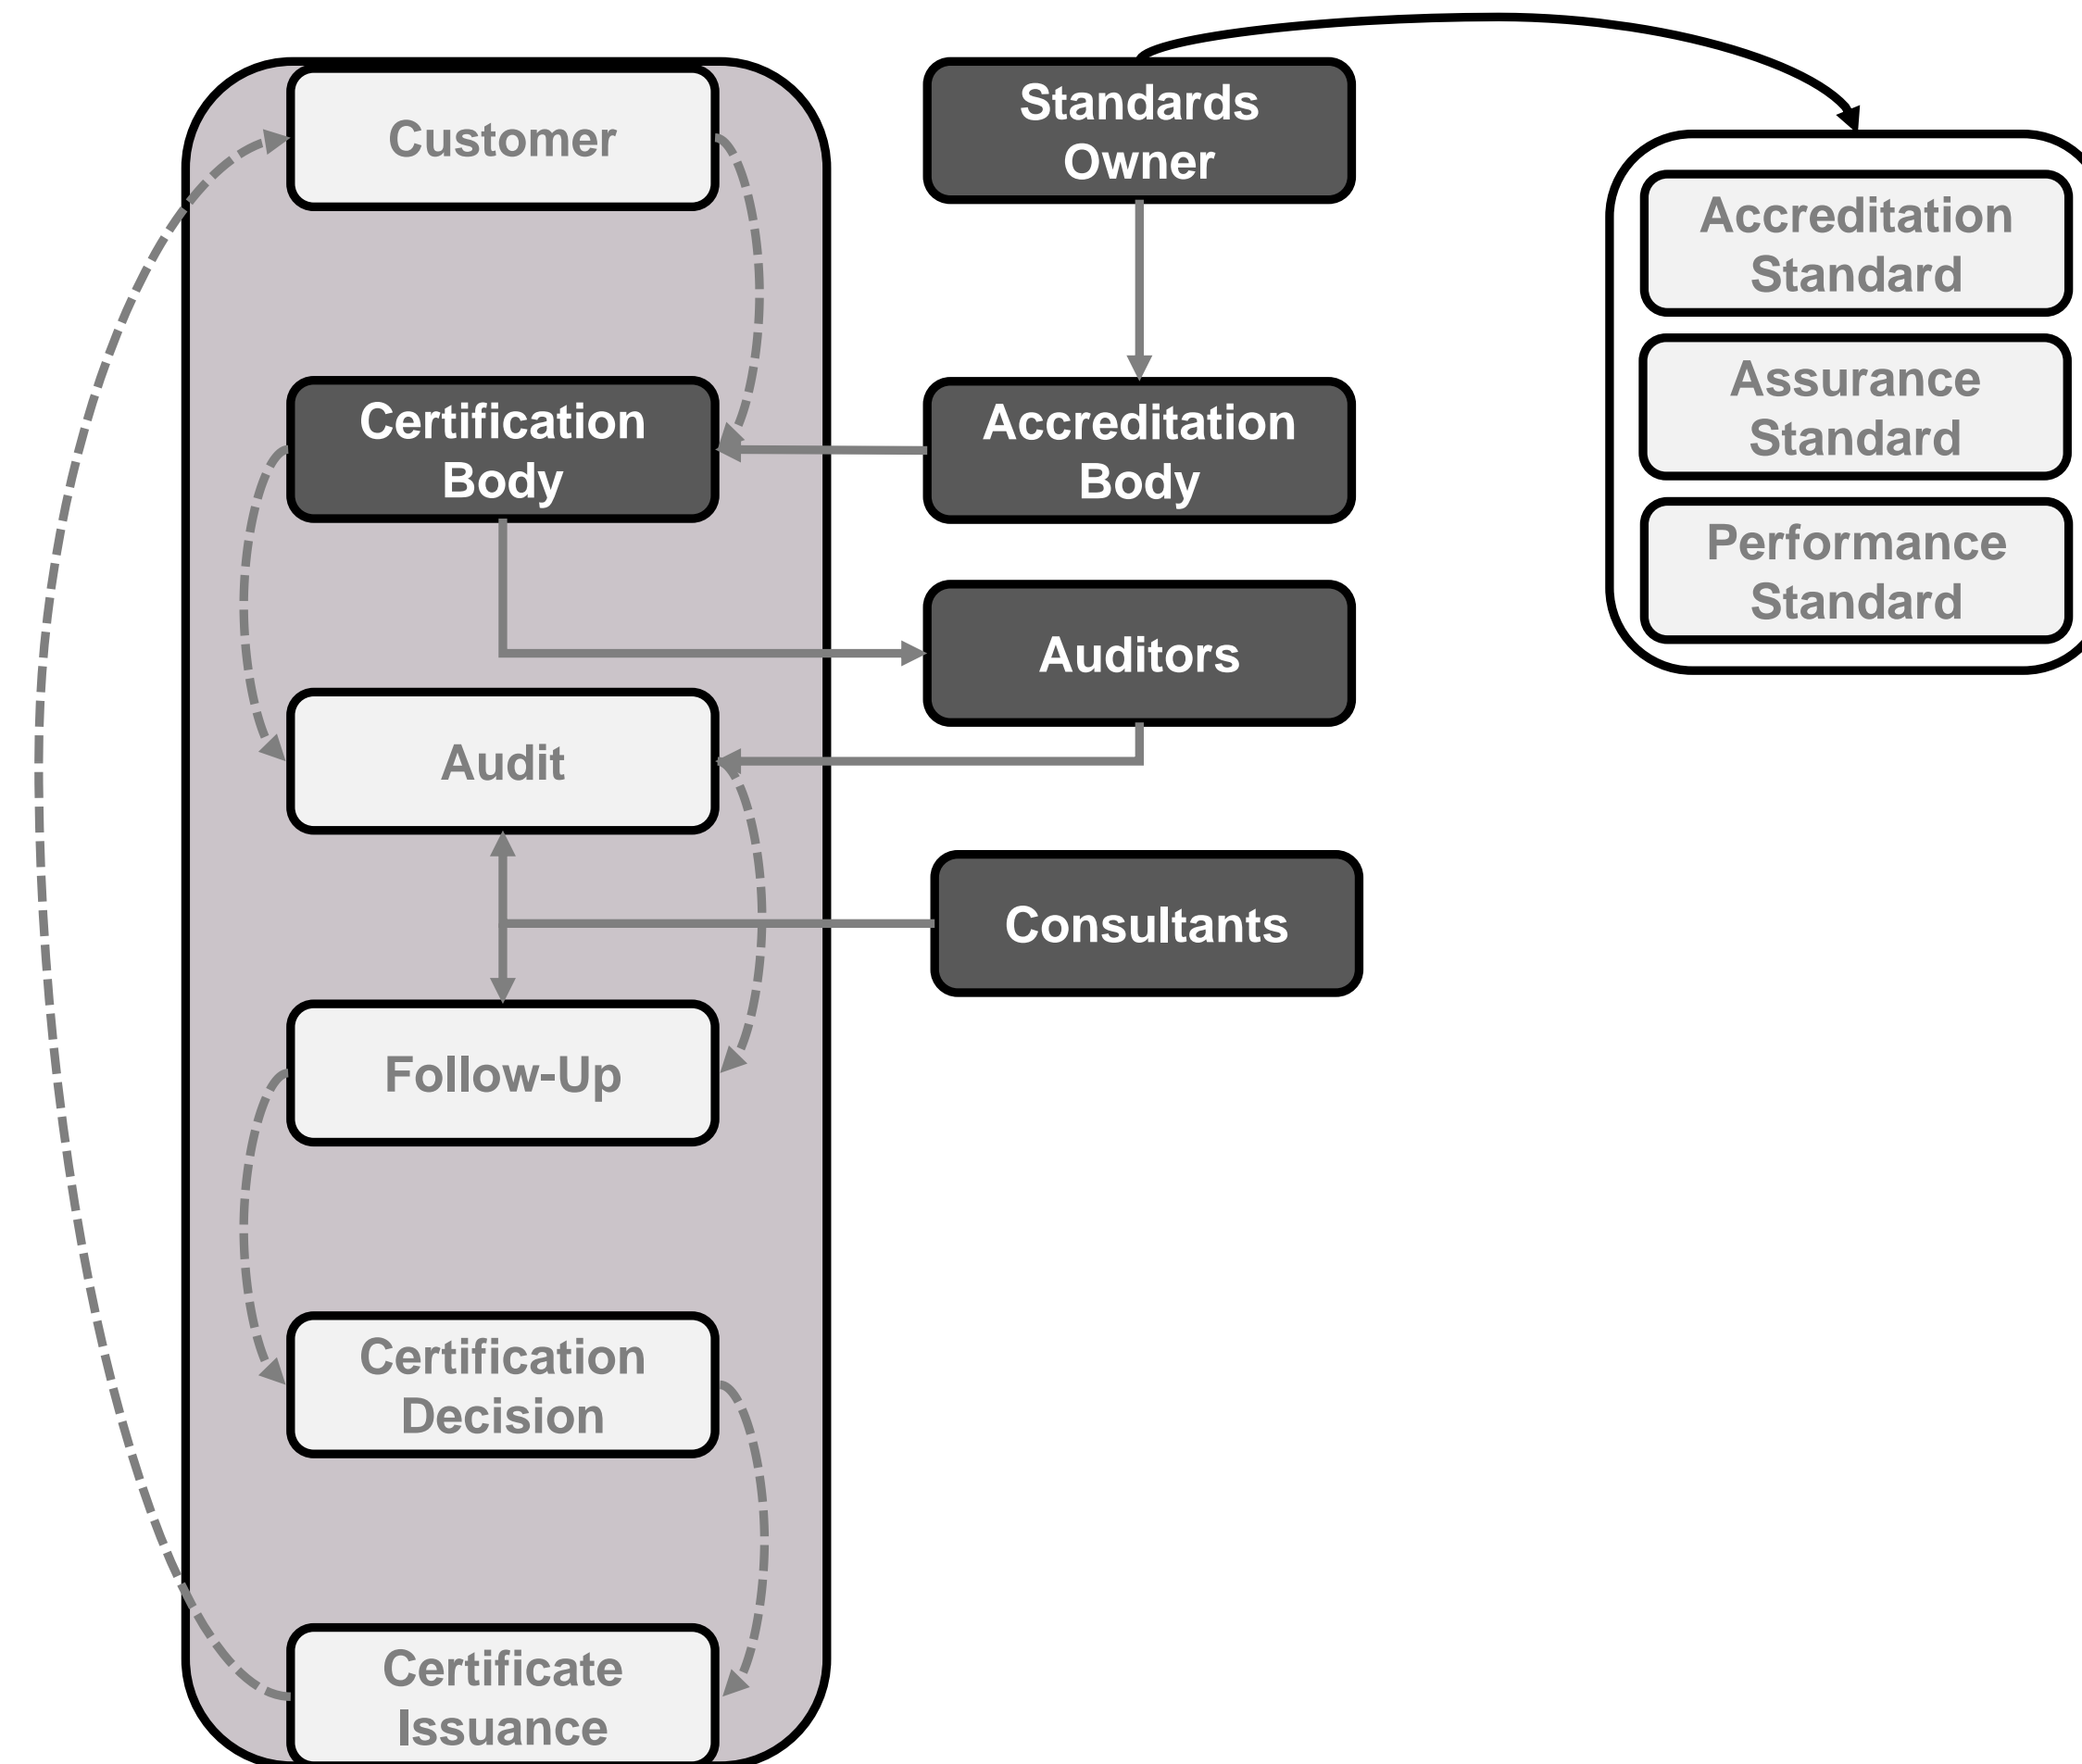 Customer
Certification
Body
Audit
Follow-Up
Certification
Decision
Certificate
Issuance
Standards
Owner
Accreditation
Body
Auditors
Consultants
Accreditation
Standard
Assurance
Standard
Performance
Standard